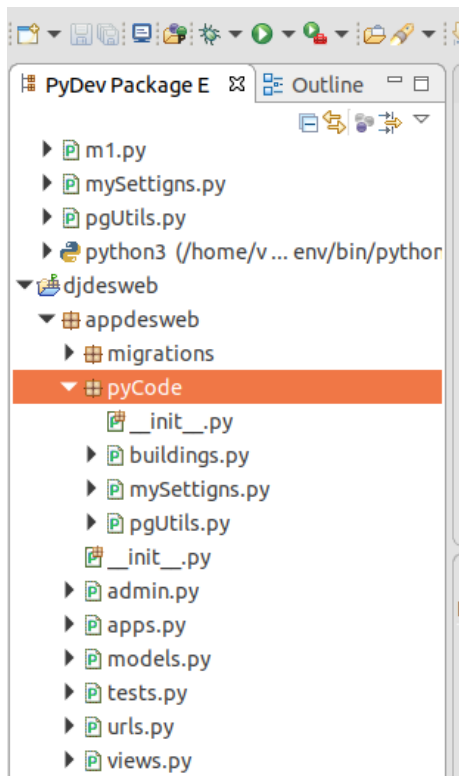 PyDev Package E Outline
m1.py
mySettigns.py
pgUtils.py
python3 (/home/v ... env/bin/python
djdesweb
appdesweb
migrations
pyCode
__init__.py
buildings.py
mySettigns.py
pgUtils.py
__init__.py
admin.py
apps.py
models.py
tests.py
urls.py
views.py